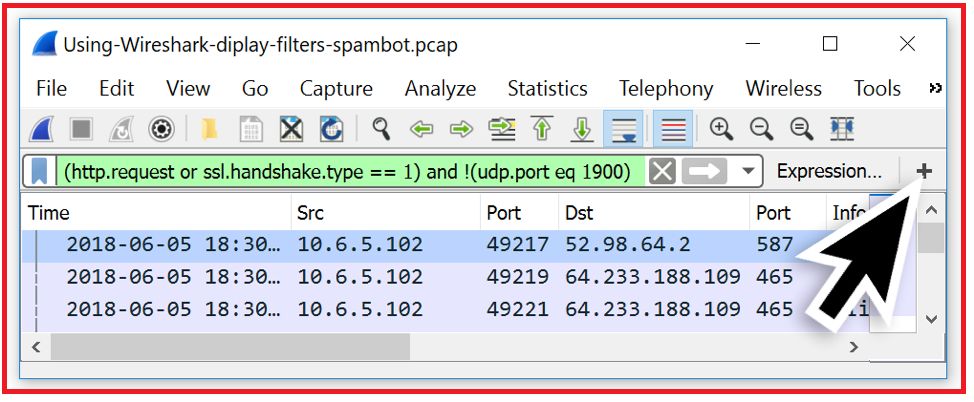 Using-Wireshark-diplay-filters-spambot.pcap
File Edit View Go Capture Analyze Statistics Telephony Wireless Tools »
(http.request or ssl.handshake.type == 1) and !(udp.port eq 1900) Expression... +
Time Src Port Dst Port Info
2018-06-05 18:30… 10.6.5.102 49217 52.98.64.2 587
2018-06-05 18:30… 10.6.5.102 49219 64.233.188.109 465
2018-06-05 18:30… 10.6.5.102 49221 64.233.188.109 465